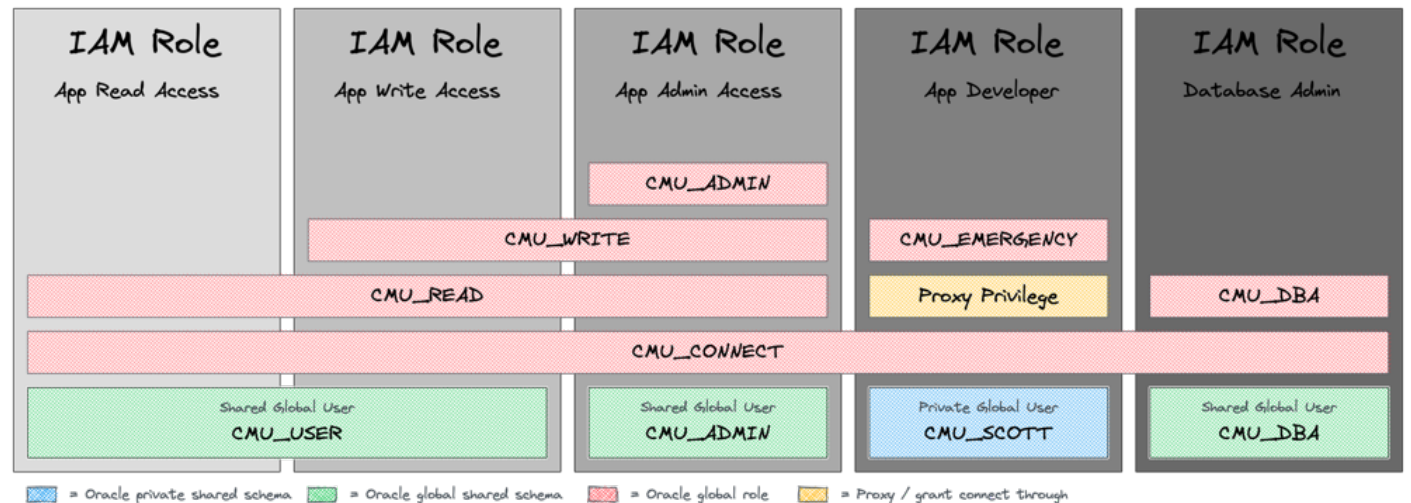 IAM Role
App Read Access
IAM Role
App Write Access
IAM Role
App Admin Access
IAM Role
App Developer
IAM Role
Database Admin
CMU_ADMIN
CMU_WRITE
CMU_EMERGENCY
CMU_READ
Proxy Privilege
CMU_DBA
CMU_CONNECT
Shared Global User
CMU_USER
Shared Global User
CMU_ADMIN
Private Global User
CMU_SCOTT
Shared Global User
CMU_DBA
= Oracle private shared schema
= Oracle global shared schema
= Oracle global role
= Proxy / grant connect through